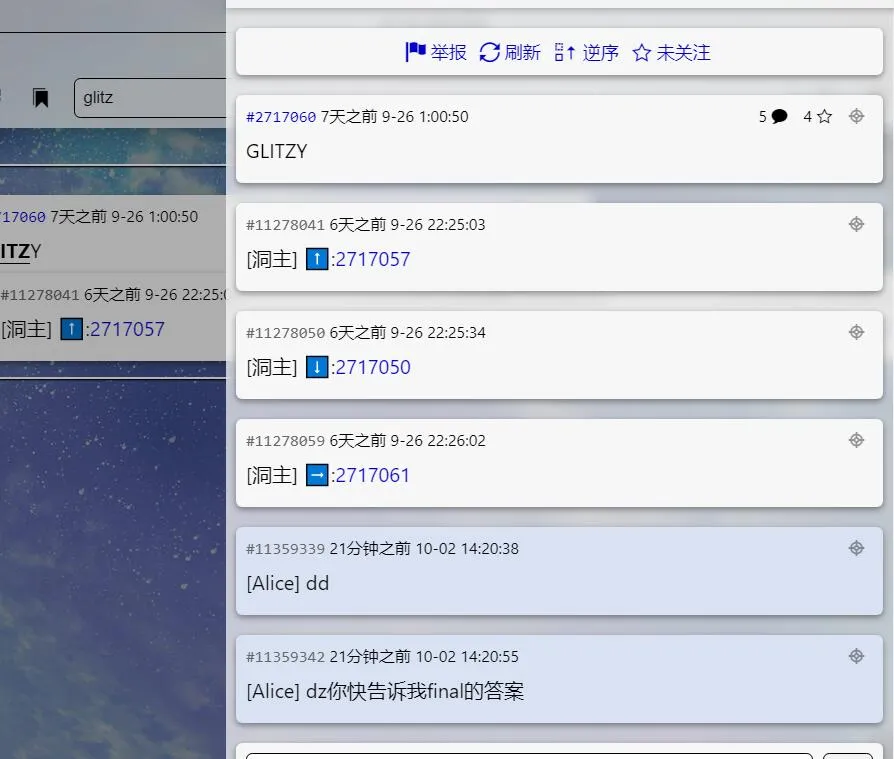 glitz
17060 7天之前 9-26 1:00:50
ITZY
#11278041 6天之前 9-26 22:25:0
[洞主] ⬆:2717057
举报 刷新 逆序 未关注
#2717060 7天之前 9-26 1:00:50 5 4
GLITZY
#11278041 6天之前 9-26 22:25:03
[洞主] ⬆:2717057
#11278050 6天之前 9-26 22:25:34
[洞主] ⬇:2717050
#11278059 6天之前 9-26 22:26:02
[洞主] ➡:2717061
#11359339 21分钟之前 10-02 14:20:38
[Alice] dd
#11359342 21分钟之前 10-02 14:20:55
[Alice] dz你快告诉我final的答案